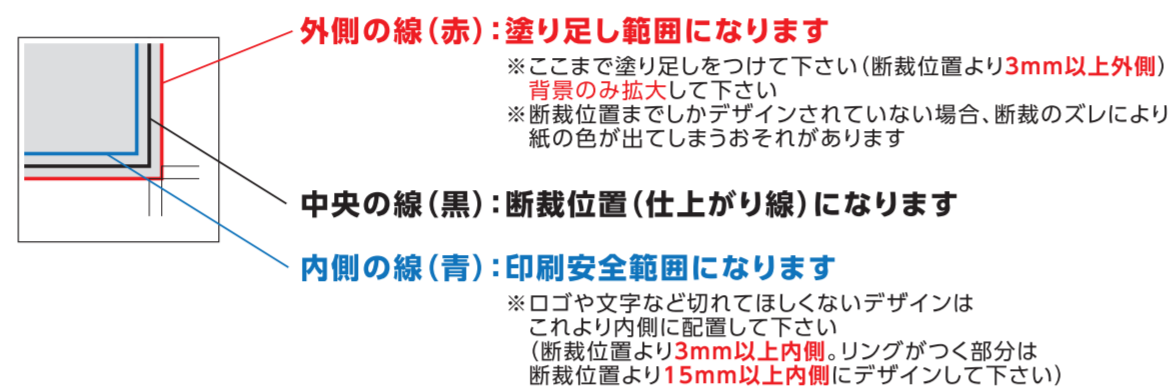 外側の線（赤）：塗り足し範囲になります
※ここまで塗り足しをつけて下さい（断裁位置より3mm以上外側）
背景のみ拡大して下さい
※断裁位置までしかデザインされていない場合、断裁のズレにより
紙の色が出てしまうおそれがあります
中央の線（黒）：断裁位置（仕上がり線）になります
内側の線（青）：印刷安全範囲になります
※ロゴや文字など切れてほしくないデザインは
これより内側に配置して下さい
（断裁位置より3mm以上内側。リングがつく部分は
断裁位置より15mm以上内側にデザインして下さい）